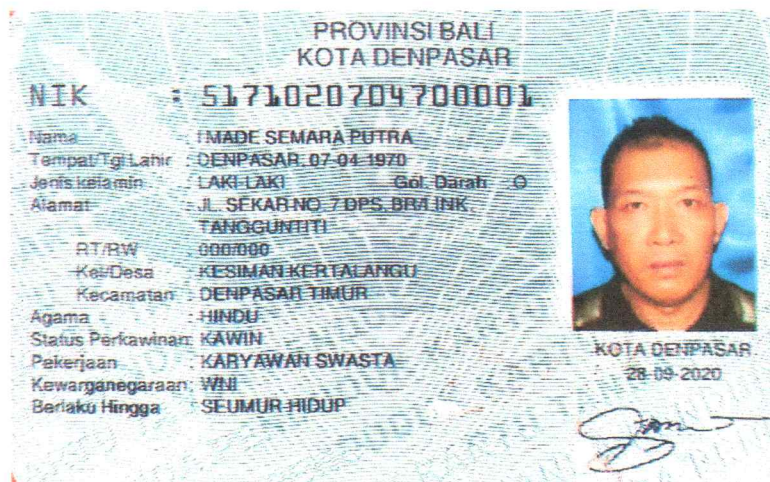 PROVINSI BALI
KOTA DENPASAR
NIK : 5171020704700001
Nama : I MADE SEMARA PUTRA
Tempat/Tgl Lahir : DENPASAR, 07-04-1970
Jenis kelamin : LAKI-LAKI Gol. Darah : O
Alamat : JL. SEKAR NO. 7 DPS, BR/LINK
TANGGUNTITI
RT/RW : 000/000
Kel/Desa : KESIMAN KERTALANGU
Kecamatan : DENPASAR TIMUR
Agama : HINDU
Status Perkawinan: KAWIN
Pekerjaan : KARYAWAN SWASTA
Kewarganegaraan: WNI
Berlaku Hingga : SEUMUR HIDUP
KOTA DENPASAR
28-09-2020